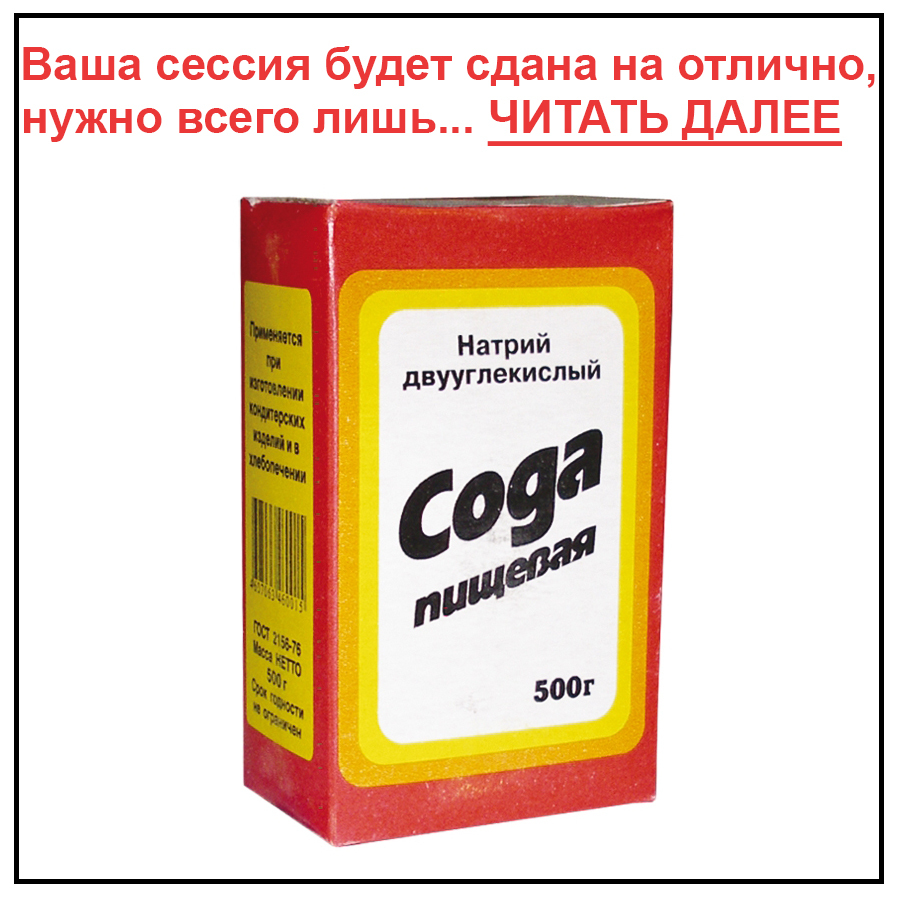 Ваша сессия будет сдана на отлично,
нужно всего лишь... ЧИТАТЬ ДАЛЕЕ
Натрий
двууглекислый
Сода
пищевая
500г
Применяется
при
изготовлении
кондитерских
изделий и в
хлебопечении
4607063460015
ГОСТ 2156-76
Масса НЕТТО
500 г
Срок годности
не ограничен